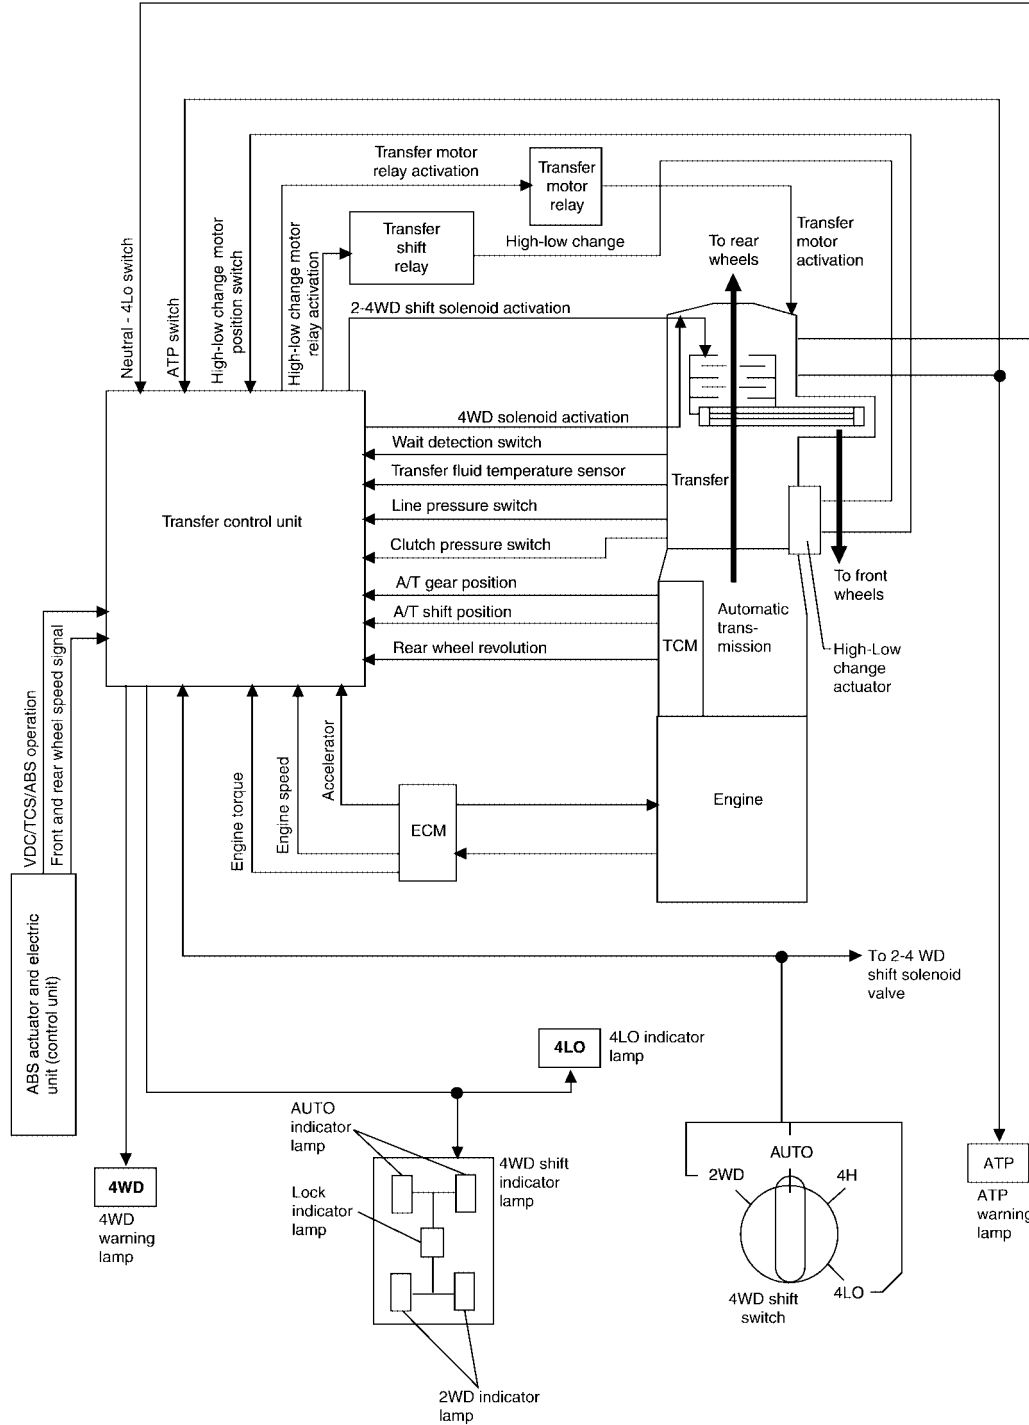 Transfer motor
relay activation
Transfer
motor
relay
Transfer
shift
relay
High-low change
To rear
wheels
Transfer
motor
activation
Neutral - 4Lo switch
ATP switch
High-low change motor
position switch
High-low change motor
relay activation
2-4WD shift solenoid activation
4WD solenoid activation
Wait detection switch
Transfer fluid temperature sensor
Transfer
Line pressure switch
Transfer control unit
Clutch pressure switch
A/T gear position
A/T shift position
Rear wheel revolution
TCM
Automatic
trans-
mission
To front
wheels
High-Low
change
actuator
VDC/TCS/ABS operation
Front and rear wheel speed signal
Engine torque
Engine speed
Accelerator
ECM
Engine
ABS actuator and electric
unit (control unit)
To 2-4 WD
shift solenoid
valve
4LO
4LO indicator
lamp
AUTO
indicator
lamp
4WD shift
indicator
lamp
Lock
indicator
lamp
4WD
4WD
warning
lamp
2WD indicator
lamp
AUTO
2WD
4H
4LO
4WD shift
switch
ATP
ATP
warning
lamp